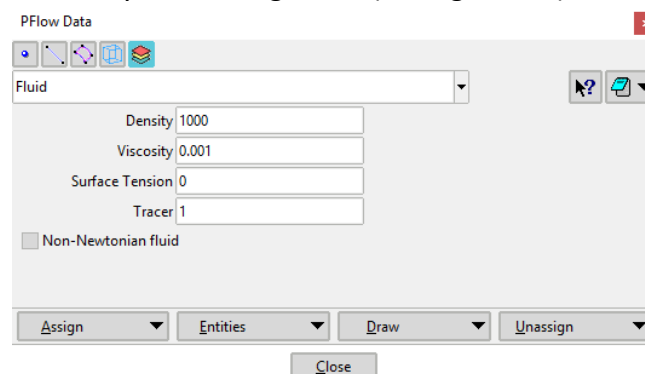 PFlow Data
Fluid
Density 1000
Viscosity 0.001
Surface Tension 0
Tracer 1
Non-Newtonian fluid
Assign Entities Draw Unassign
Close